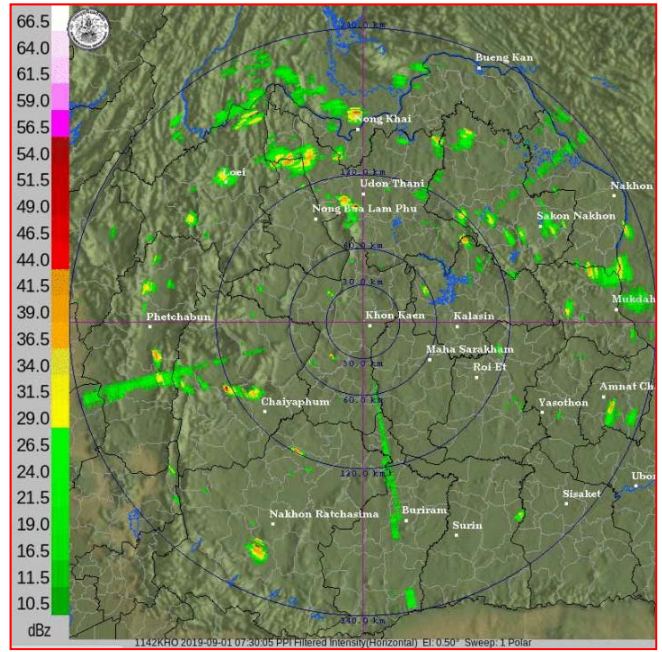 66.5
64.0
61.5
59.0
56.5
54.0
51.5
49.0
46.5
44.0
41.5
39.0
36.5
34.0
31.5
29.0
26.5
24.0
21.5
19.0
16.5
11.5
10.5
dBz
Bueng Kan
Nong Khai
Loei
Udon Thani
Nakhon
Nong Bua Lam Phu
Sakon Nakhon
Mukdah
Phetchabun
Khon Kaen
Kalasin
30.0 km
Maha Sarakham
Roi Et
60.0 km
Amnat Cha
Chaiyaphum
Yasothon
120.0 km
Ubon
Sisaket
Nakhon Ratchasima
Buriram
Surin
1142KHO 2019-09-01 07:30:05 PPI Filtered Intensity(Horizontal) El: 0.50° Sweep: 1 Polar